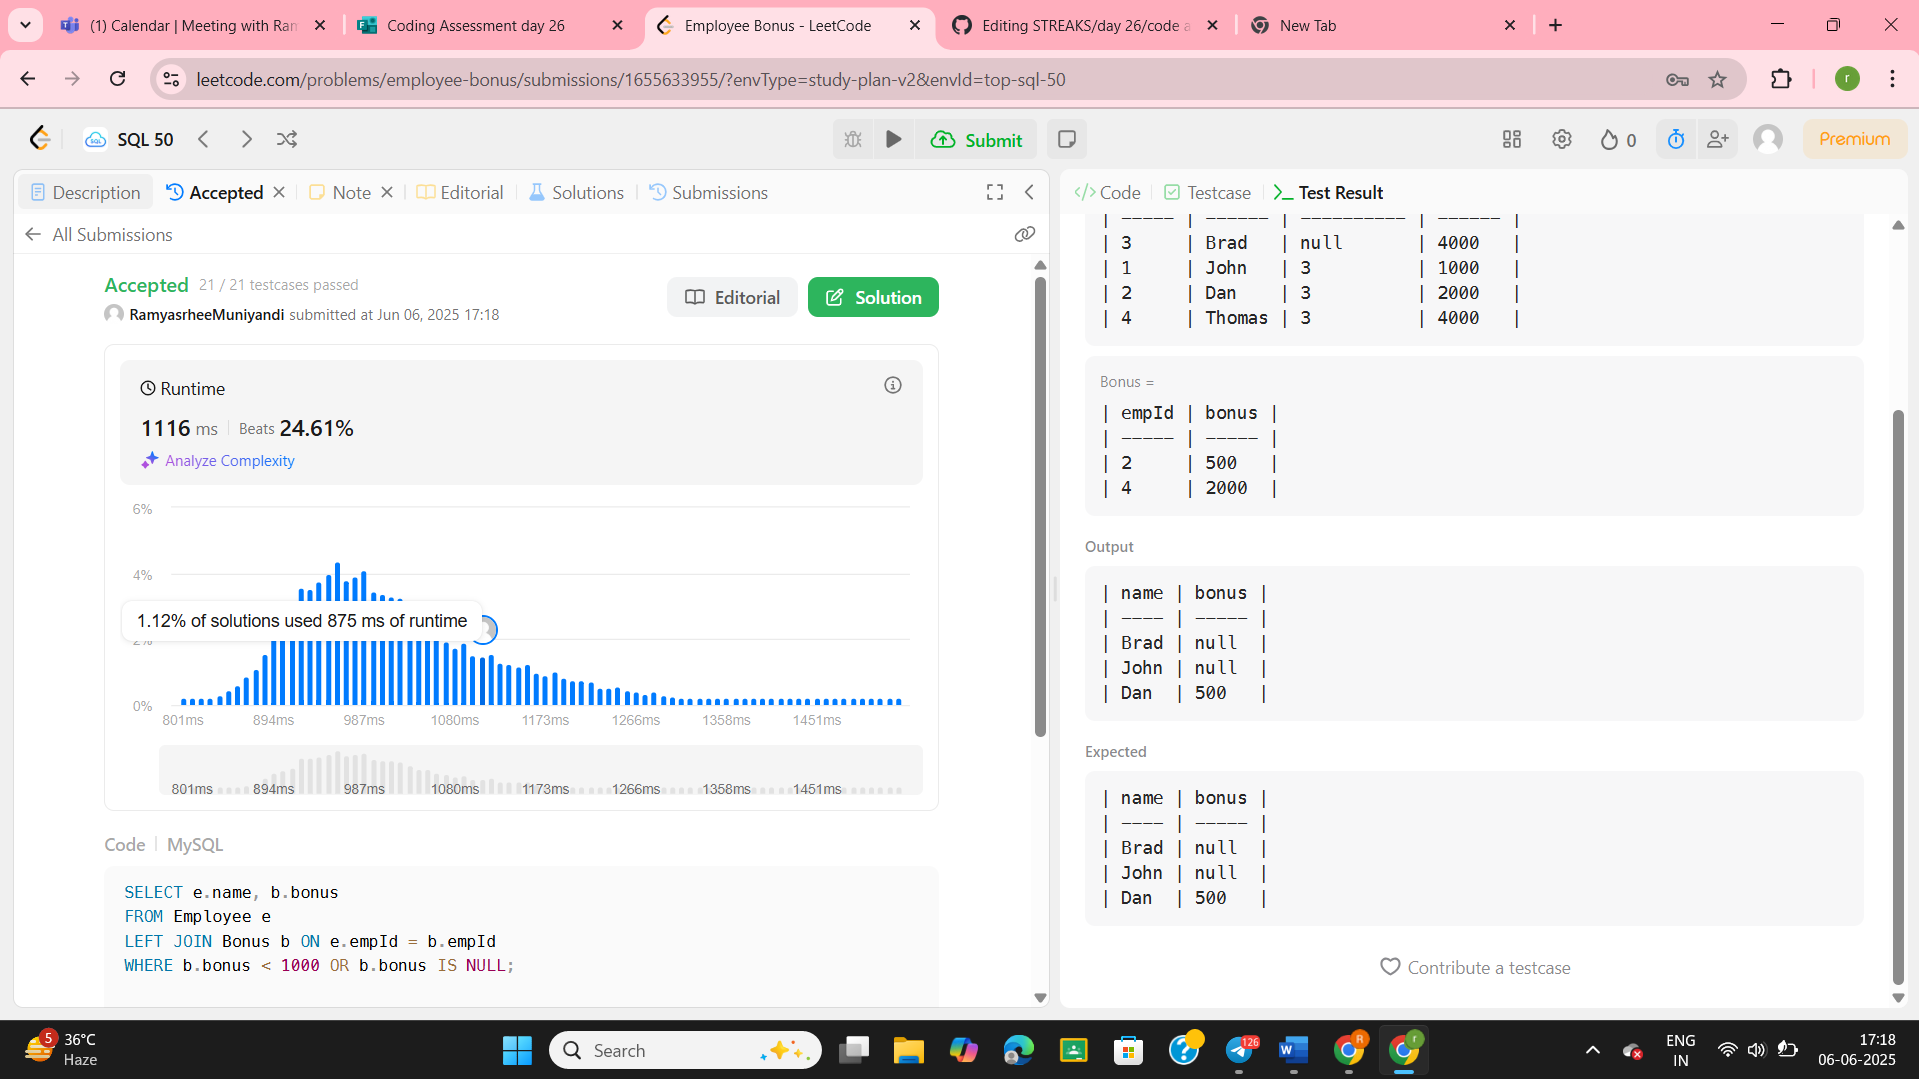 (1) Calendar | Meeting with Ram
Coding Assessment day 26
Employee Bonus - LeetCode
Editing STREAKS/day 26/code a
New Tab
leetcode.com/problems/employee-bonus/submissions/1655633955/?envType=study-plan-v2&envId=top-sql-50
r
SQL 50
Submit
0
Premium
Description
Accepted
Note
Editorial
Solutions
Submissions
All Submissions
Accepted 21 / 21 testcases passed
RamyasrheeMuniyandi submitted at Jun 06, 2025 17:18
Editorial
Solution
Runtime
1116 ms | Beats 24.61%
Analyze Complexity
6%
4%
1.12% of solutions used 875 ms of runtime
2%
0%
801ms 894ms 987ms 1080ms 1173ms 1266ms 1358ms 1451ms
801ms 894ms 987ms 1080ms 1173ms 1266ms 1358ms 1451ms
Code | MySQL
SELECT e.name, b.bonus
FROM Employee e
LEFT JOIN Bonus b ON e.empId = b.empId
WHERE b.bonus < 1000 OR b.bonus IS NULL;
Code
Testcase
Test Result
| ----- | ------ | ---------- | ------ |
| 3 | Brad | null | 4000 |
| 1 | John | 3 | 1000 |
| 2 | Dan | 3 | 2000 |
| 4 | Thomas | 3 | 4000 |
Bonus =
| empId | bonus |
| ----- | ----- |
| 2 | 500 |
| 4 | 2000 |
Output
| name | bonus |
| ---- | ----- |
| Brad | null |
| John | null |
| Dan | 500 |
Expected
| name | bonus |
| ---- | ----- |
| Brad | null |
| John | null |
| Dan | 500 |
Contribute a testcase
5
36°C
Haze
Search
126
R
r
ENG
IN
17:18
06-06-2025